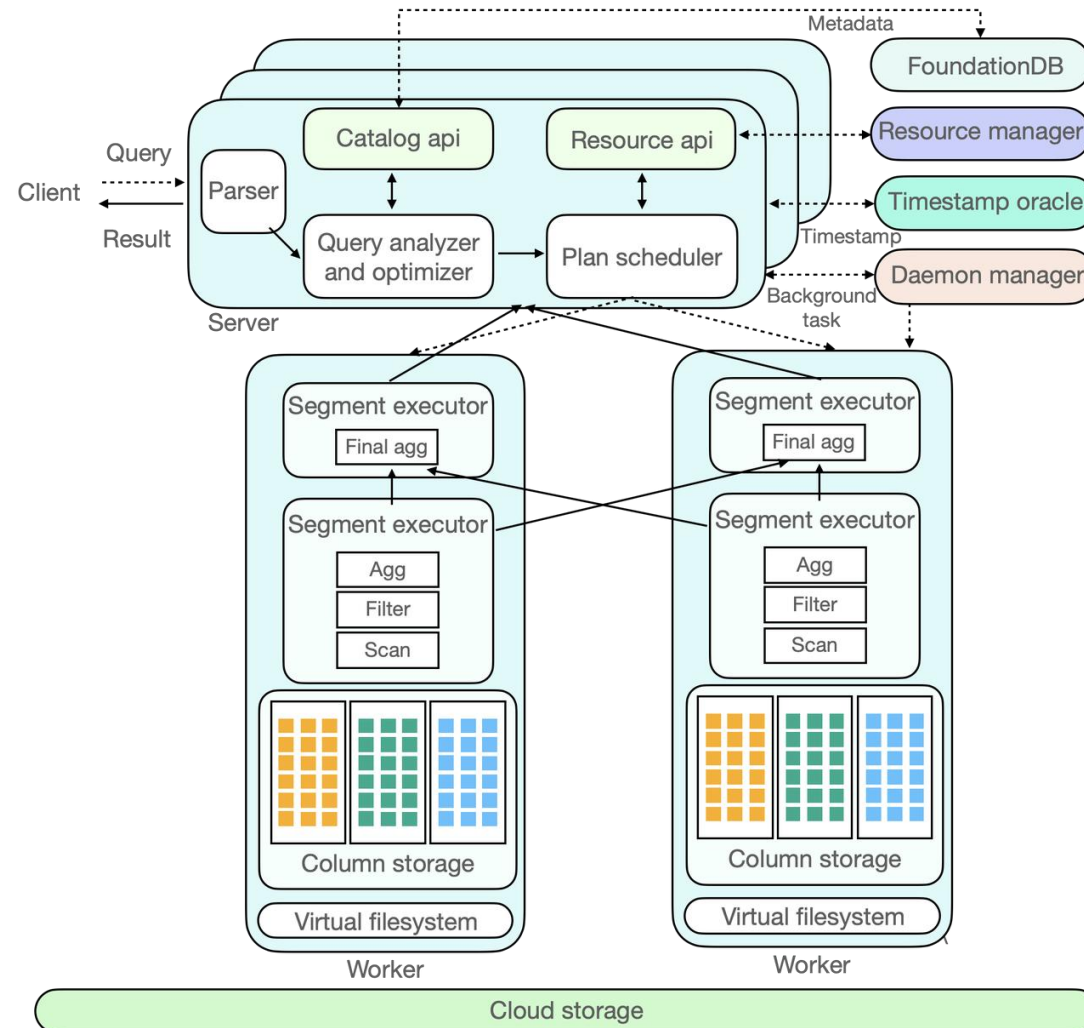 Metadata
FoundationDB
Catalog api
Resource api
Resource manager
Query
Client
Result
Parser
Timestamp oracle
Query analyzer
and optimizer
Plan scheduler
Timestamp
Daemon manager
Background
task
Server
Segment executor
Final agg
Segment executor
Agg
Filter
Scan
Column storage
Virtual filesystem
Worker
Segment executor
Final agg
Segment executor
Agg
Filter
Scan
Column storage
Virtual filesystem
Worker
Cloud storage